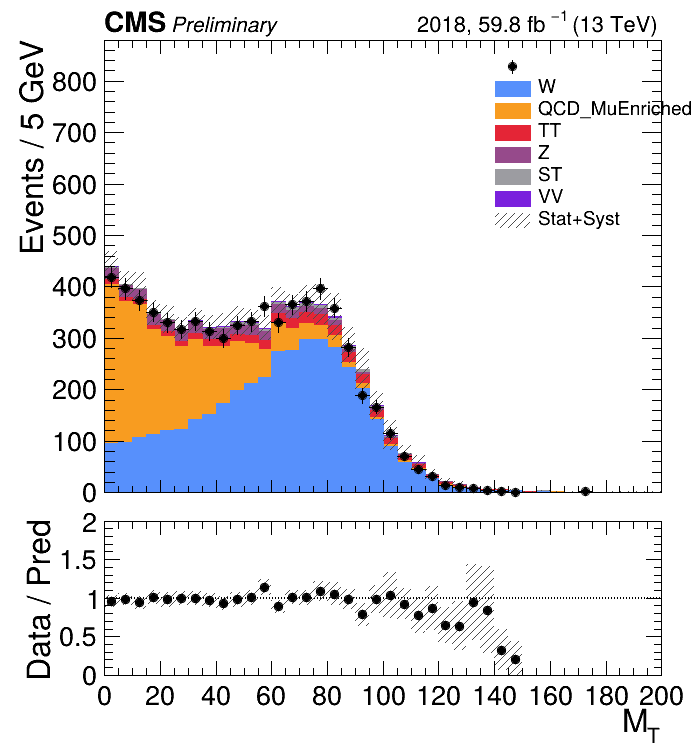 CMS Preliminary 2018, 59.8 fb⁻¹ (13 TeV)
Events / 5 GeV
800
700
600
500
400
300
200
100
0
W
QCD_MuEnriched
TT
Z
ST
VV
Stat+Syst
Data / Pred
2
1.5
1
0.5
0
0 20 40 60 80 100 120 140 160 180 200
M_T